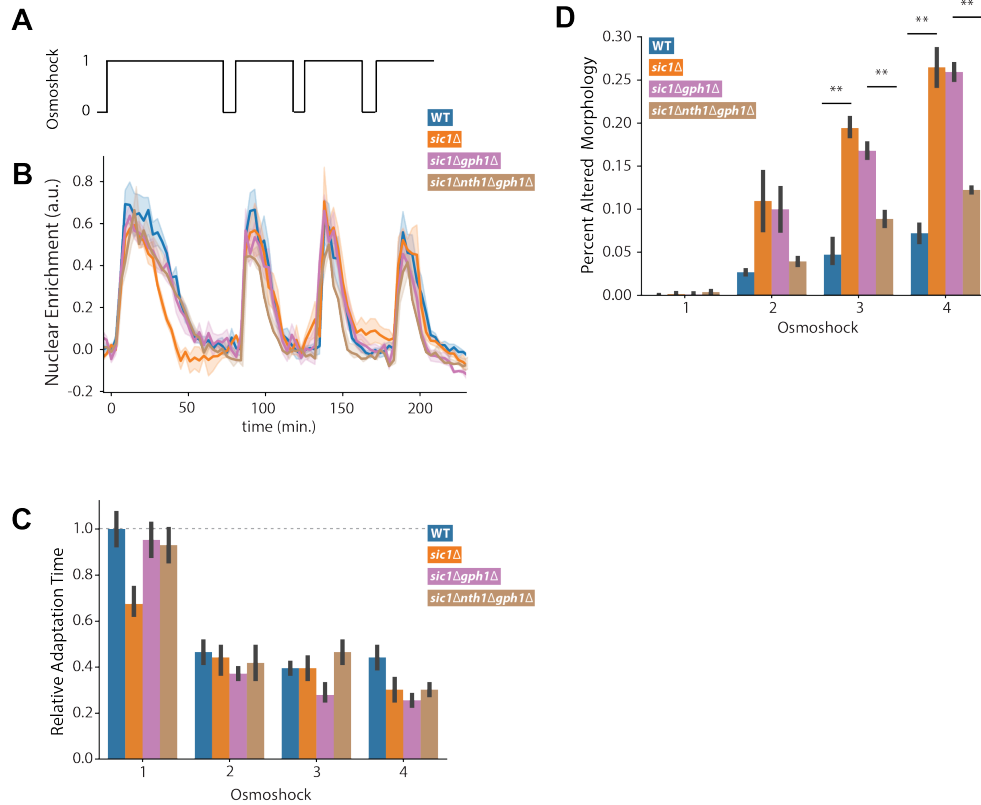 A
Osmoshock
1
0
WT
sic1Δ
sic1Δgph1Δ
sic1Δnth1Δgph1Δ
B
Nuclear Enrichment (a.u.)
0.8
0.6
0.4
0.2
0.0
-0.2
0 50 100 150 200
time (min.)
C
Relative Adaptation Time
1.0
0.8
0.6
0.4
0.2
0.0
1 2 3 4
Osmoshock
WT
sic1Δ
sic1Δgph1Δ
sic1Δnth1Δgph1Δ
D
Percent Altered Morphology
0.30
0.25
0.20
0.15
0.10
0.05
0.00
WT
sic1Δ
sic1Δgph1Δ
sic1Δnth1Δgph1Δ
**
**
**
**
1 2 3 4
Osmoshock